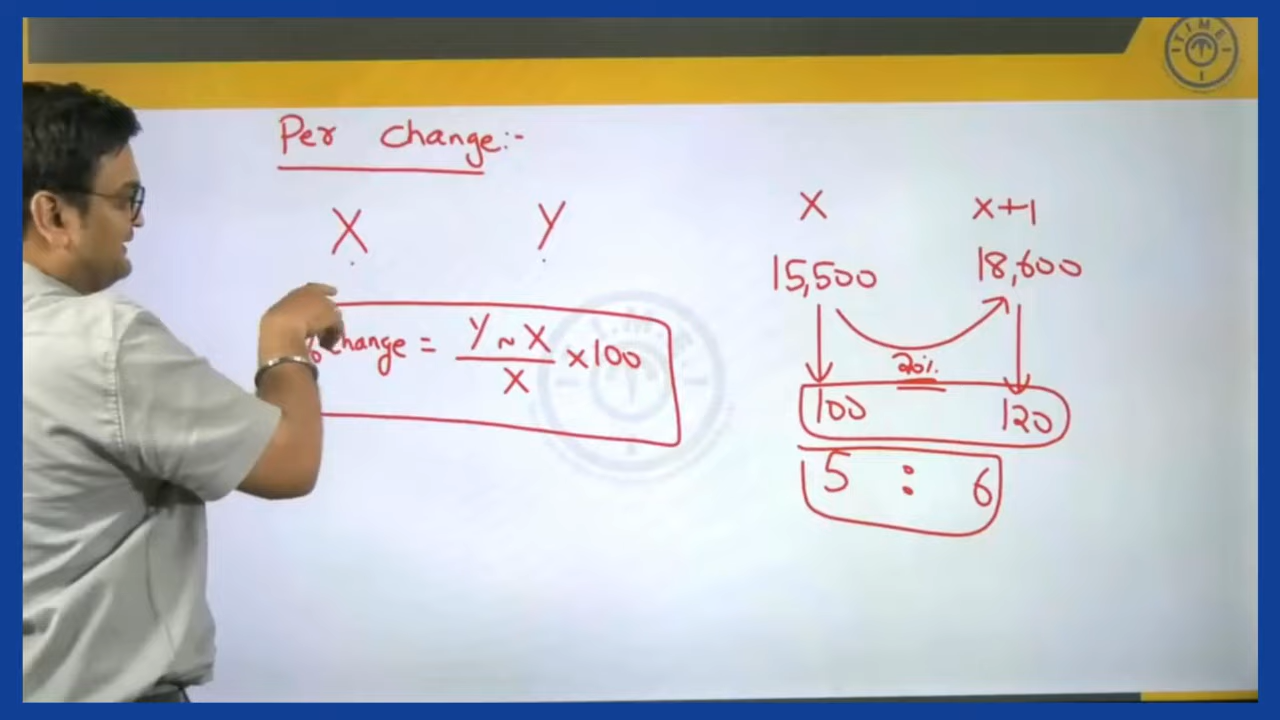 Per change:-
X Y
% change = Y ~ X / X × 100
X X+1
15,500 18,600
20%
100 120
5 : 6
T.I.M.E.